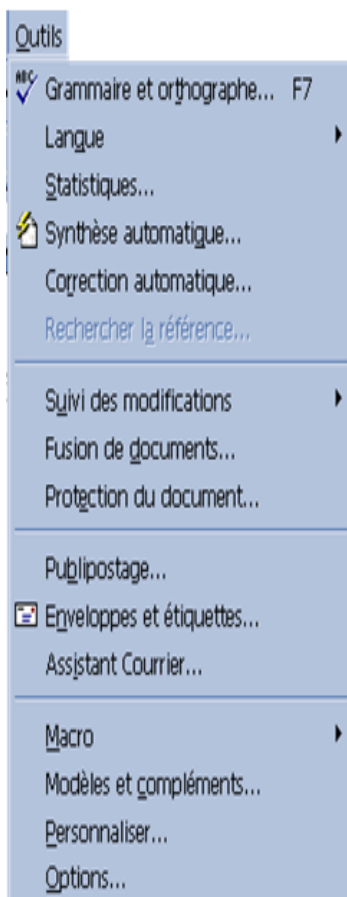 Outils
ABC Grammaire et orthographe... F7
Langue
Statistiques...
Synthèse automatique...
Correction automatique...
Rechercher la référence...
Suivi des modifications
Fusion de documents...
Protection du document...
Publipostage...
Enveloppes et étiquettes...
Assistant Courrier...
Macro
Modèles et compléments...
Personnaliser...
Options...